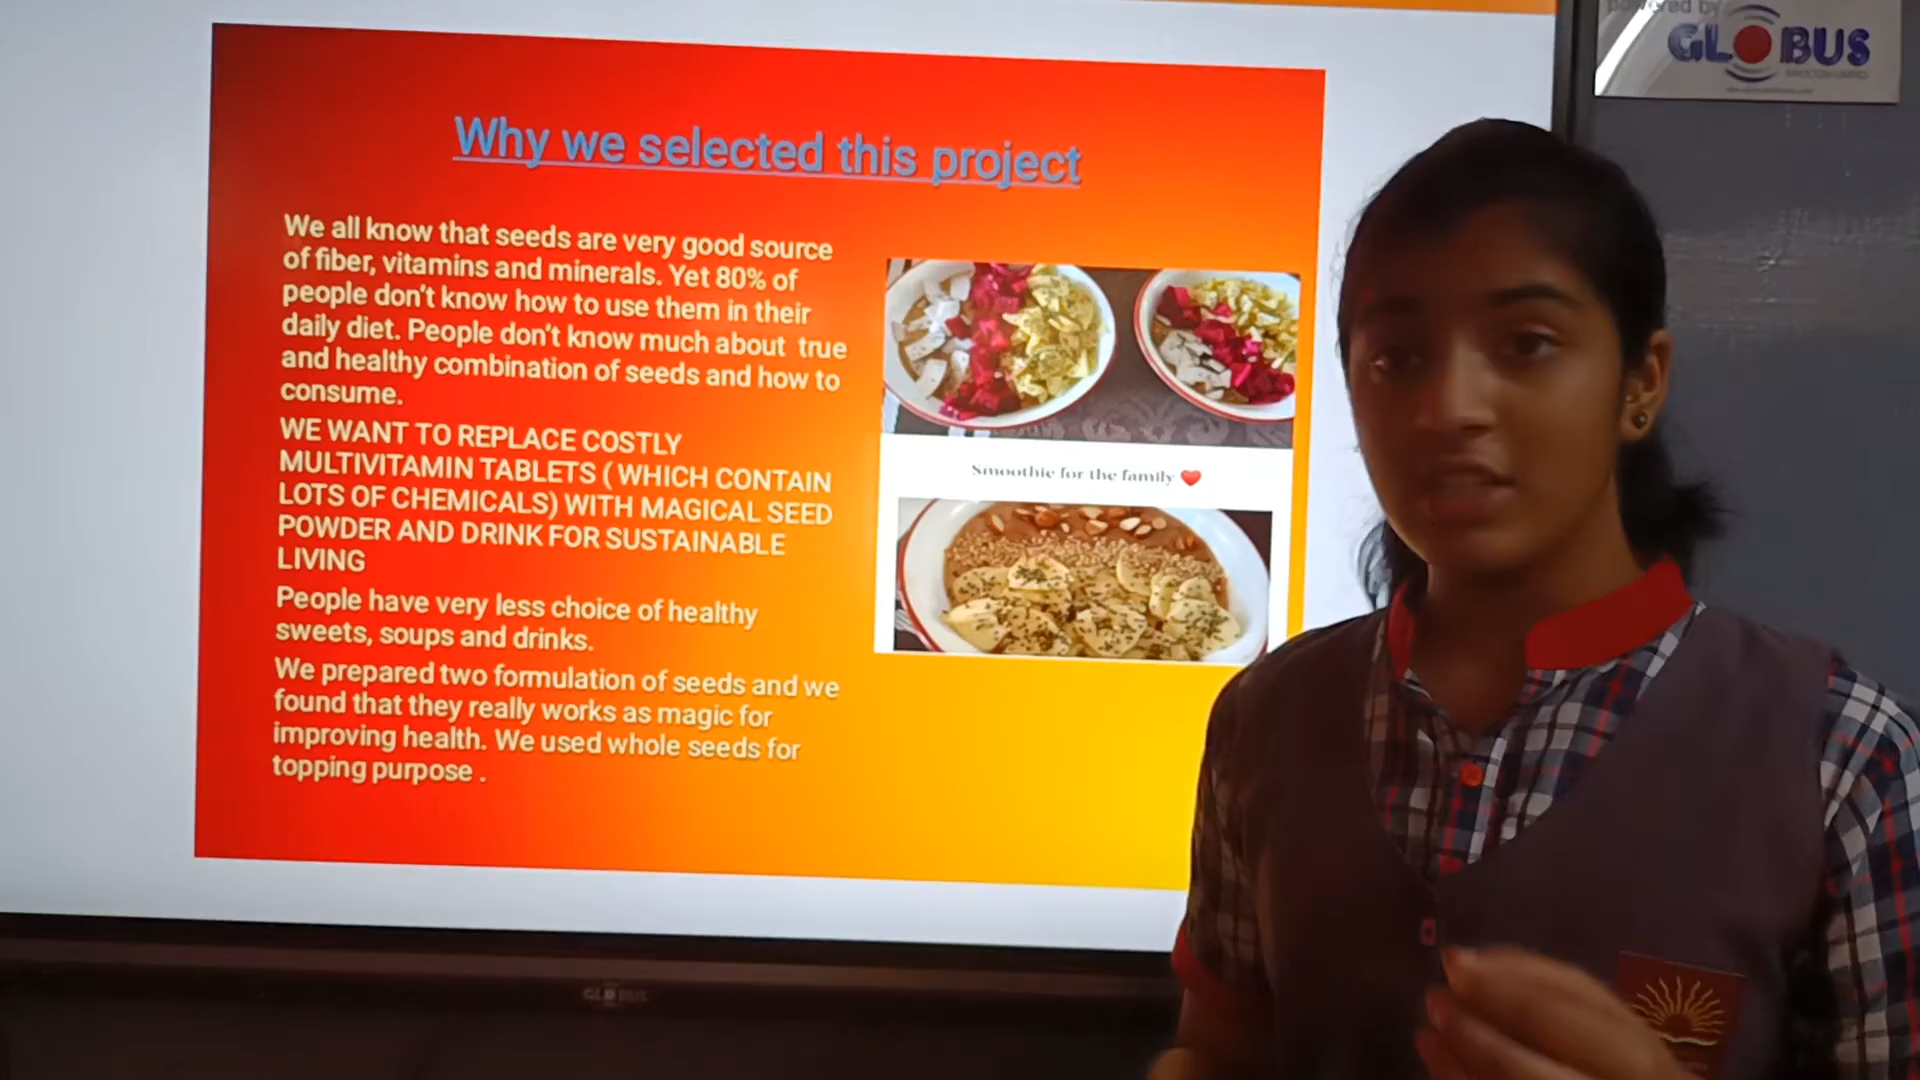 powered by
GLOBUS
Why we selected this project
We all know that seeds are very good source
of fiber, vitamins and minerals. Yet 80% of
people don't know how to use them in their
daily diet. People don't know much about true
and healthy combination of seeds and how to
consume.
WE WANT TO REPLACE COSTLY
MULTIVITAMIN TABLETS ( WHICH CONTAIN
LOTS OF CHEMICALS) WITH MAGICAL SEED
POWDER AND DRINK FOR SUSTAINABLE
LIVING
People have very less choice of healthy
sweets, soups and drinks.
We prepared two formulation of seeds and we
found that they really works as magic for
improving health. We used whole seeds for
topping purpose .
Smoothie for the family ❤
GLOBUS